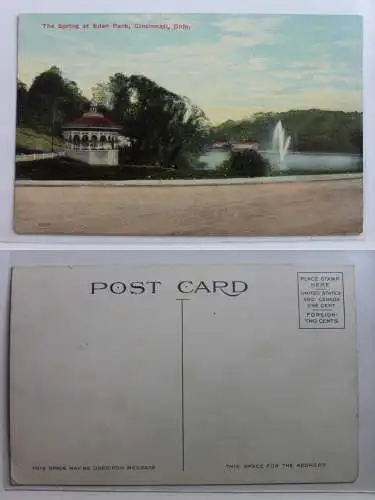 The Spring at Eden Park, Cincinnati, Ohio.
POST CARD
PLACE STAMP
HERE
UNITED STATES
AND CANADA
ONE CENT
FOREIGN-
TWO CENTS
THIS SPACE MAY BE USED FOR MESSAGE
THIS SPACE FOR THE ADDRESS